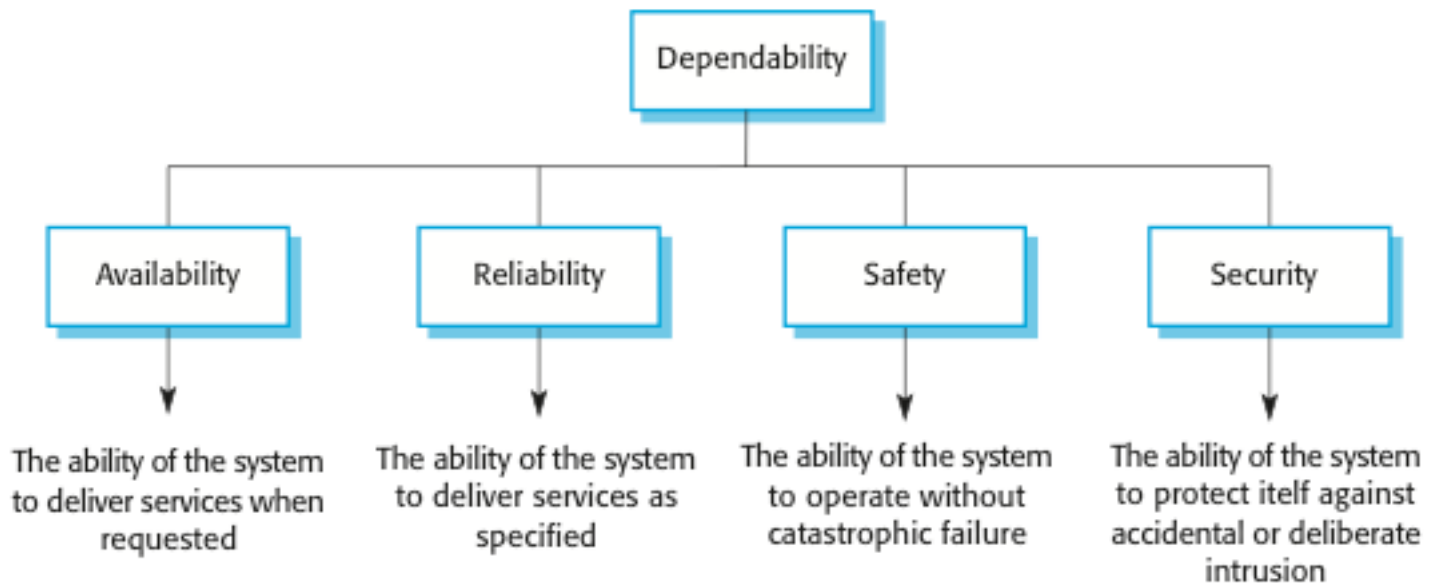 Dependability
Availability
Reliability
Safety
Security
The ability of the system
to deliver services when
requested
The ability of the system
to deliver services as
specified
The ability of the system
to operate without
catastrophic failure
The ability of the system
to protect itelf against
accidental or deliberate
intrusion